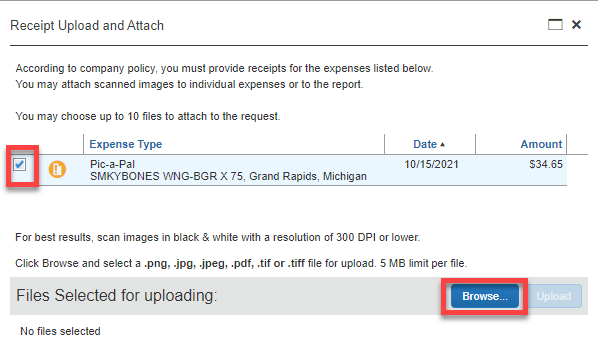 Receipt Upload and Attach
According to company policy, you must provide receipts for the expenses listed below.
You may attach scanned images to individual expenses or to the report.
You may choose up to 10 files to attach to the request.
Expense Type Date Amount
Pic-a-Pal 10/15/2021 $34.65
SMKYBONES WNG-BGR X 75, Grand Rapids, Michigan
For best results, scan images in black & white with a resolution of 300 DPI or lower.
Click Browse and select a .png, .jpg, .jpeg, .pdf, .tif or .tiff file for upload. 5 MB limit per file.
Files Selected for uploading: Browse... Upload
No files selected